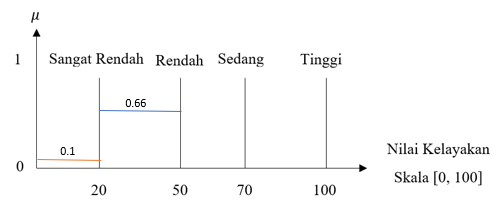 μ
1 Sangat Rendah Rendah Sedang Tinggi
0.66
0.1
Nilai Kelayakan
0
Skala [0, 100]
20 50 70 100